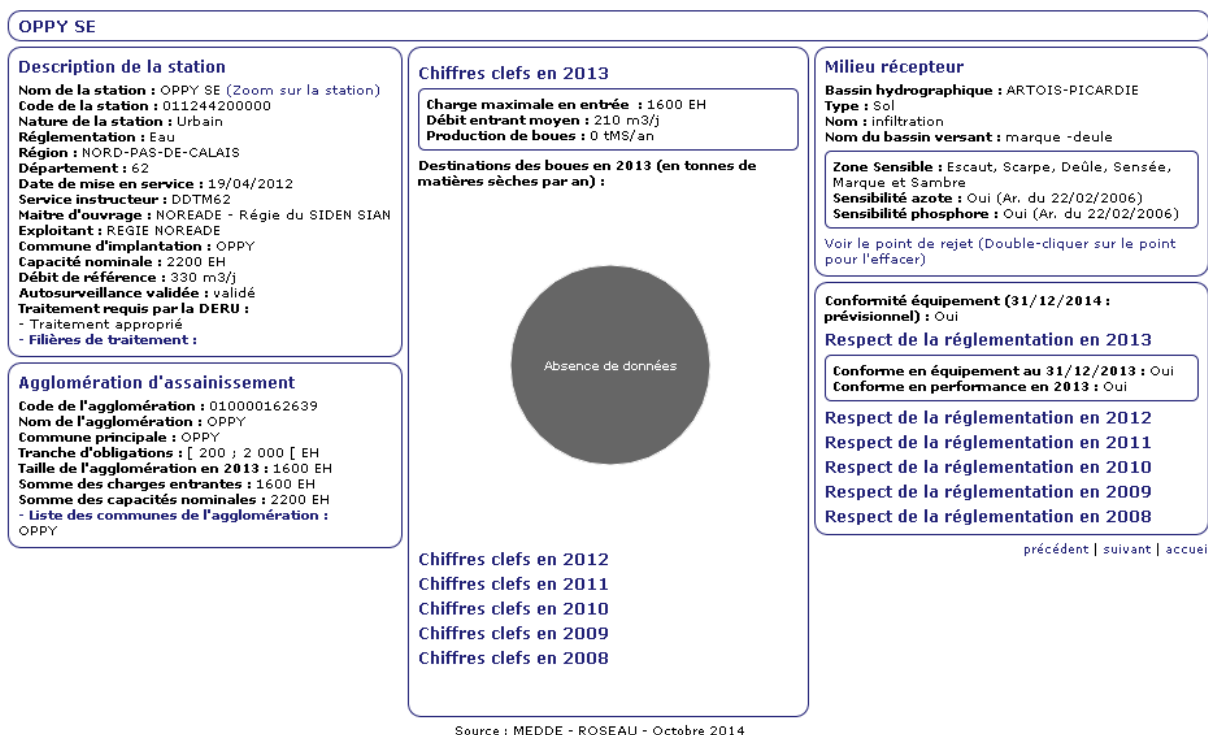 OPPY SE
Description de la station
Nom de la station : OPPY SE (Zoom sur la station)
Code de la station : 011244200000
Nature de la station : Urbain
Réglementation : Eau
Région : NORD-PAS-DE-CALAIS
Département : 62
Date de mise en service : 19/04/2012
Service instructeur : DDTM62
Maitre d'ouvrage : NOREADE - Régie du SIDEN SIAN
Exploitant : REGIE NOREADE
Commune d'implantation : OPPY
Capacité nominale : 2200 EH
Débit de référence : 330 m3/j
Autosurveillance validée : validé
Traitement requis par la DERU :
- Traitement approprié
- Filières de traitement :
Agglomération d'assainissement
Code de l'agglomération : 010000162639
Nom de l'agglomération : OPPY
Commune principale : OPPY
Tranche d'obligations : [ 200 ; 2 000 [ EH
Taille de l'agglomération en 2013 : 1600 EH
Somme des charges entrantes : 1600 EH
Somme des capacités nominales : 2200 EH
- Liste des communes de l'agglomération :
OPPY
Chiffres clefs en 2013
Charge maximale en entrée : 1600 EH
Débit entrant moyen : 210 m3/j
Production de boues : 0 tMS/an
Destinations des boues en 2013 (en tonnes de
matières sèches par an) :
Absence de données
Chiffres clefs en 2012
Chiffres clefs en 2011
Chiffres clefs en 2010
Chiffres clefs en 2009
Chiffres clefs en 2008
Milieu récepteur
Bassin hydrographique : ARTOIS-PICARDIE
Type : Sol
Nom : infiltration
Nom du bassin versant : marque -deule
Zone Sensible : Escaut, Scarpe, Deûle, Sensée,
Marque et Sambre
Sensibilité azote : Oui (Ar. du 22/02/2006)
Sensibilité phosphore : Oui (Ar. du 22/02/2006)
Voir le point de rejet (Double-cliquer sur le point
pour l'effacer)
Conformité équipement (31/12/2014 :
prévisionnel) : Oui
Respect de la réglementation en 2013
Conforme en équipement au 31/12/2013 : Oui
Conforme en performance en 2013 : Oui
Respect de la réglementation en 2012
Respect de la réglementation en 2011
Respect de la réglementation en 2010
Respect de la réglementation en 2009
Respect de la réglementation en 2008
précédent | suivant | accuei
Source : MEDDE - ROSEAU - Octobre 2014